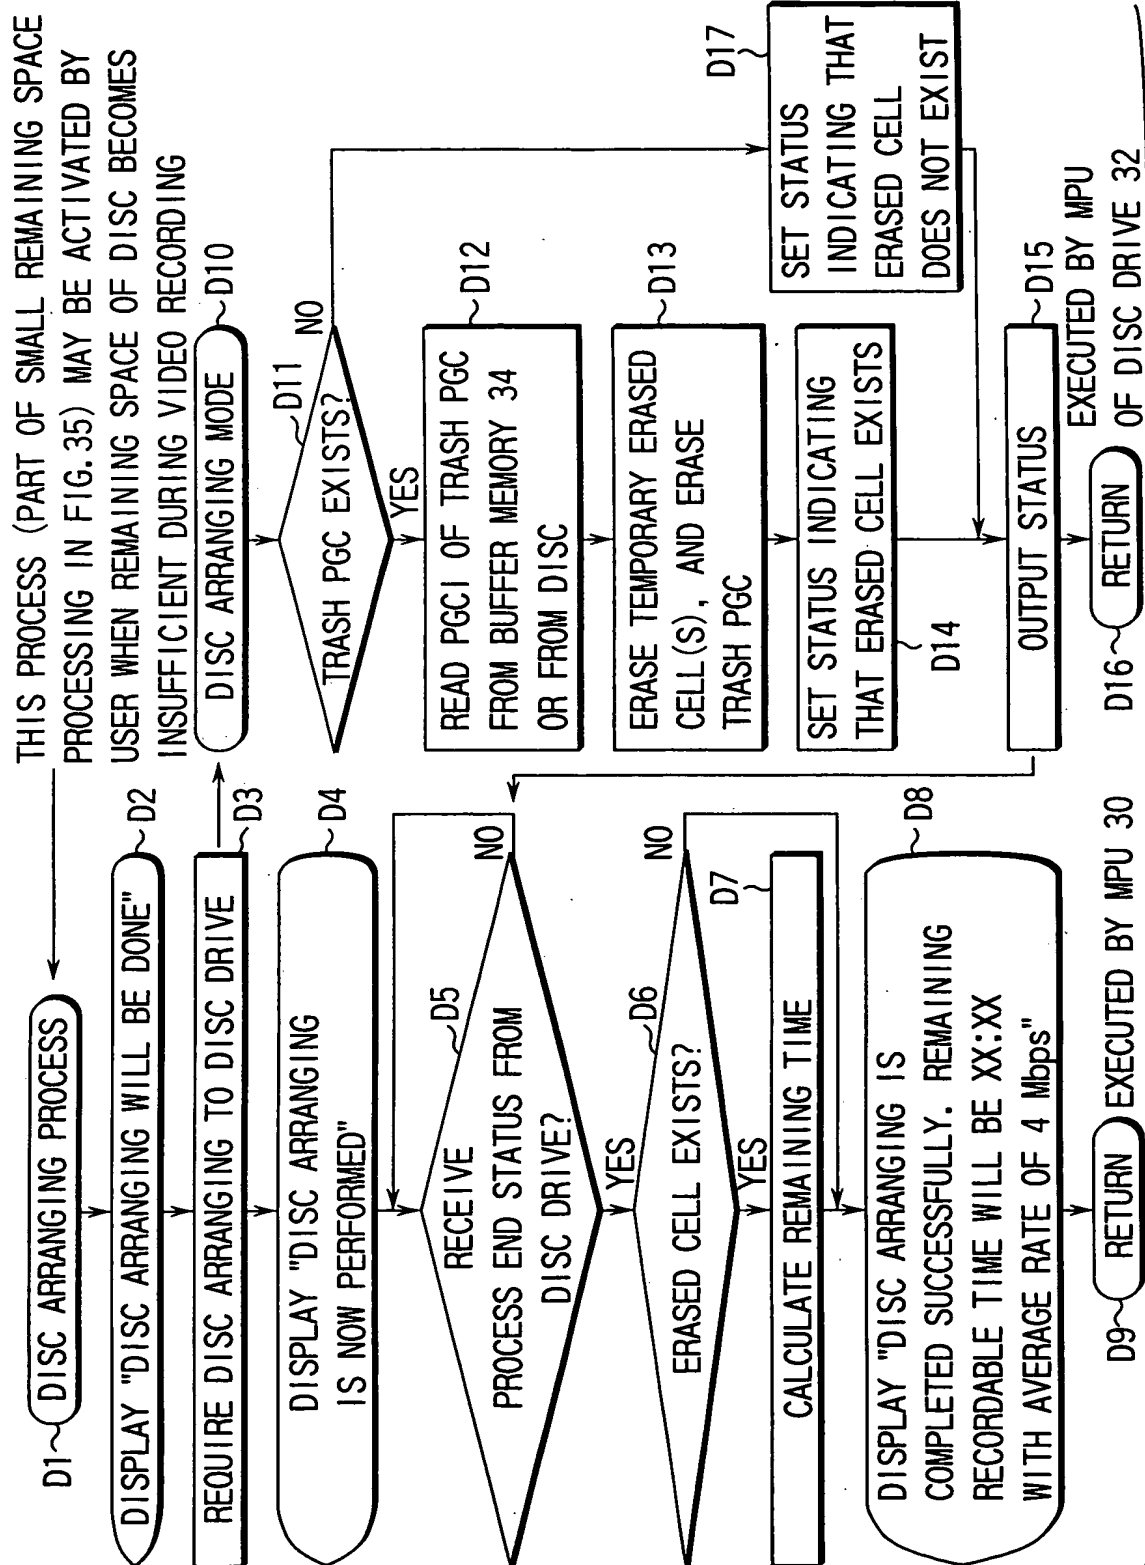 THIS PROCESS (PART OF SMALL REMAINING SPACE
PROCESSING IN FIG.35) MAY BE ACTIVATED BY
USER WHEN REMAINING SPACE OF DISC BECOMES
INSUFFICIENT DURING VIDEO RECORDING
D1
DISC ARRANGING PROCESS
D2
DISPLAY "DISC ARRANGING WILL BE DONE"
D3
REQUIRE DISC ARRANGING TO DISC DRIVE
D4
DISPLAY "DISC ARRANGING
IS NOW PERFORMED"
D5
RECEIVE
PROCESS END STATUS FROM
DISC DRIVE?
NO
YES
D6
ERASED CELL EXISTS?
NO
YES
D7
CALCULATE REMAINING TIME
D8
DISPLAY "DISC ARRANGING IS
COMPLETED SUCCESSFULLY. REMAINING
RECORDABLE TIME WILL BE XX:XX
WITH AVERAGE RATE OF 4 Mbps"
D9
RETURN
EXECUTED BY MPU 30
D10
DISC ARRANGING MODE
D11
TRASH PGC EXISTS?
NO
YES
D12
READ PGCI OF TRASH PGC
FROM BUFFER MEMORY 34
OR FROM DISC
D13
ERASE TEMPORARY ERASED
CELL(S), AND ERASE
TRASH PGC
SET STATUS INDICATING
THAT ERASED CELL EXISTS
D14
D17
SET STATUS
INDICATING THAT
ERASED CELL
DOES NOT EXIST
D15
OUTPUT STATUS
D16
RETURN
EXECUTED BY MPU
OF DISC DRIVE 32